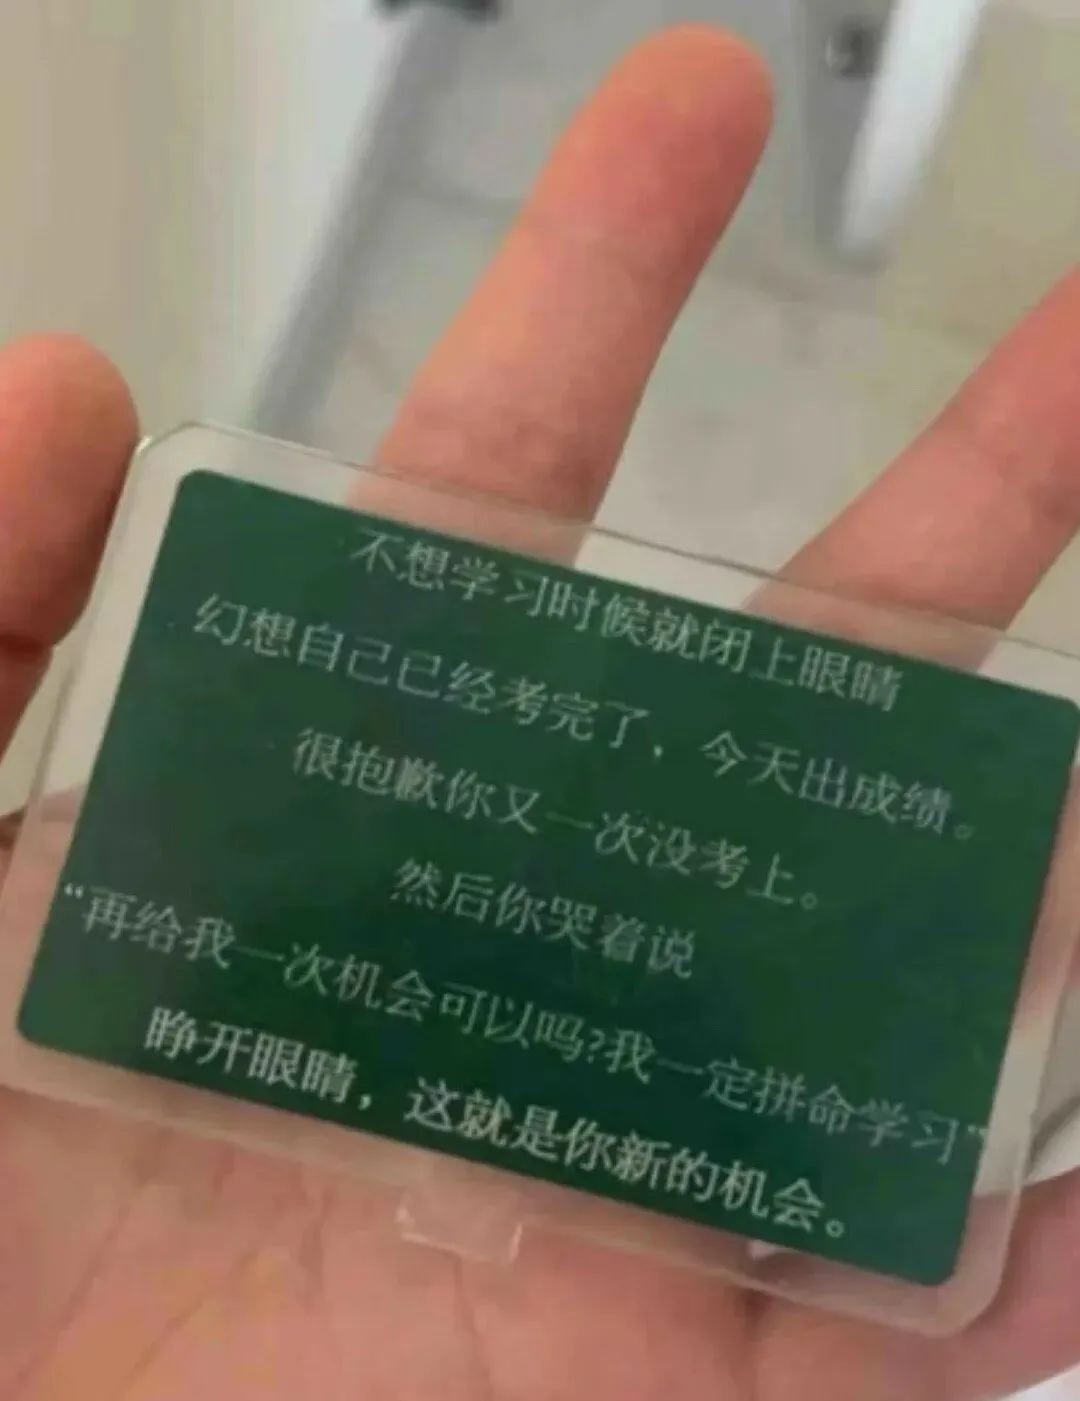 不想学习时候就闭上眼睛
幻想自己已经考完了，今天出成绩。
很抱歉你又一次没考上。
然后你哭着说
“再给我一次机会可以吗?我一定拼命学习”
睁开眼睛，这就是你新的机会。